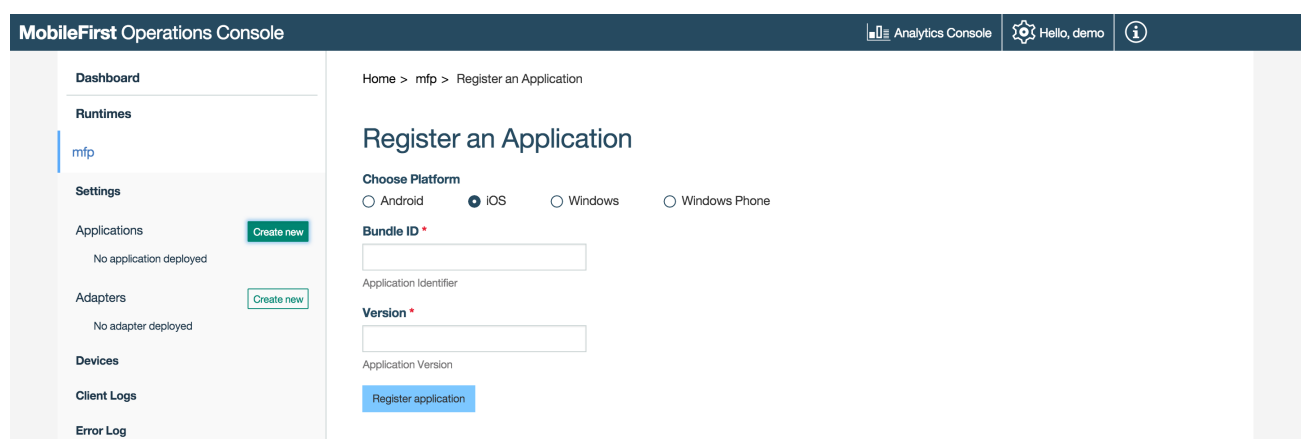 MobileFirst Operations Console
Analytics Console
Hello, demo
Dashboard
Runtimes
mfp
Settings
Applications
Create new
No application deployed
Adapters
Create new
No adapter deployed
Devices
Client Logs
Error Log
Home > mfp > Register an Application
Register an Application
Choose Platform
Android iOS Windows Windows Phone
Bundle ID *
Application Identifier
Version *
Application Version
Register application